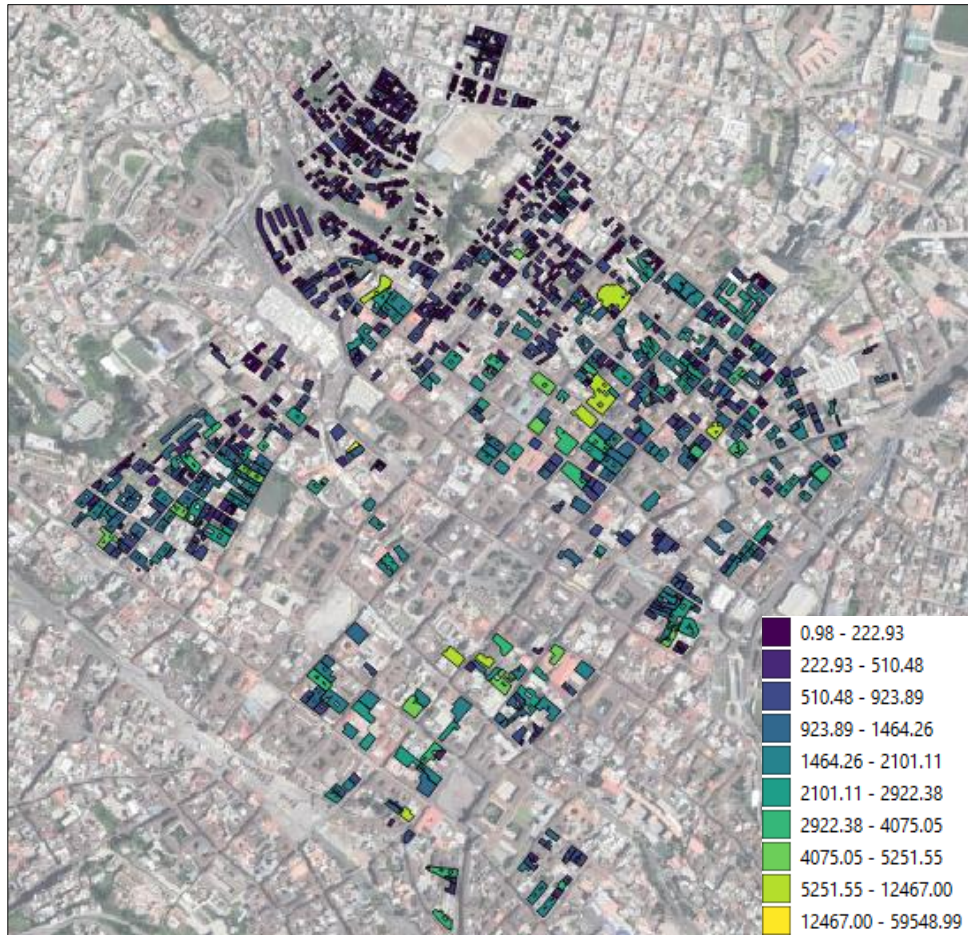 0.98 - 222.93
222.93 - 510.48
510.48 - 923.89
923.89 - 1464.26
1464.26 - 2101.11
2101.11 - 2922.38
2922.38 - 4075.05
4075.05 - 5251.55
5251.55 - 12467.00
12467.00 - 59548.99